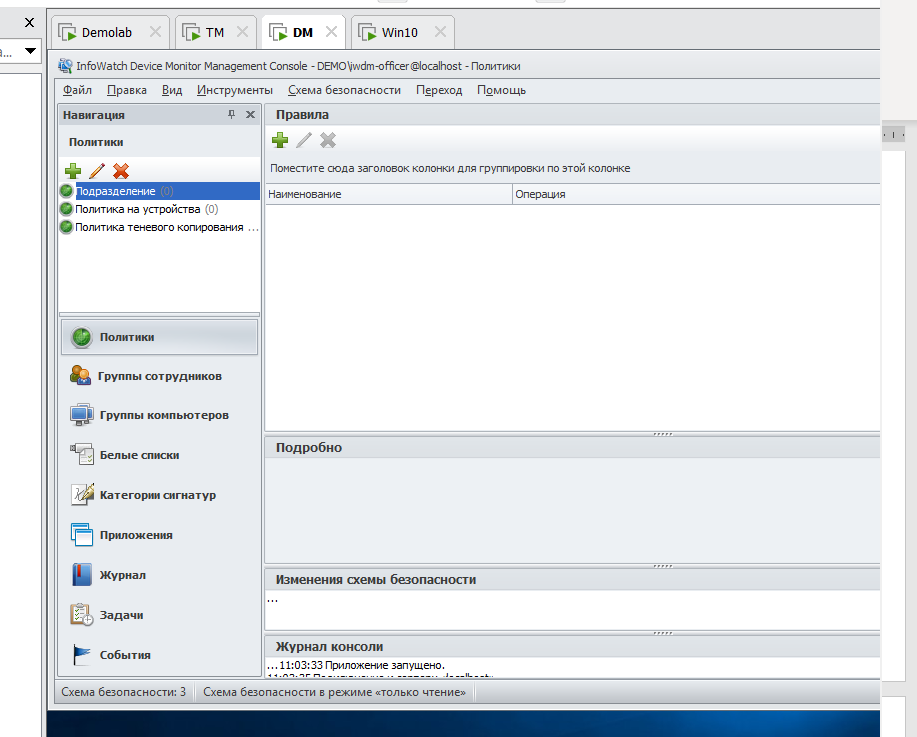 Demolab
TM
DM
Win10
InfoWatch Device Monitor Management Console - DEMO\iwdm-officer@localhost - Политики
Файл Правка Вид Инструменты Схема безопасности Переход Помощь
Навигация
Политики
Подразделение (0)
Политика на устройства (0)
Политика теневого копирования ...
Политики
Группы сотрудников
Группы компьютеров
Белые списки
Категории сигнатур
Приложения
Журнал
Задачи
События
Правила
Поместите сюда заголовок колонки для группировки по этой колонке
Наименование Операция
Подробно
Изменения схемы безопасности
...
Журнал консоли
...11:03:33 Приложение запущено.
Схема безопасности: 3 Схема безопасности в режиме «только чтение»